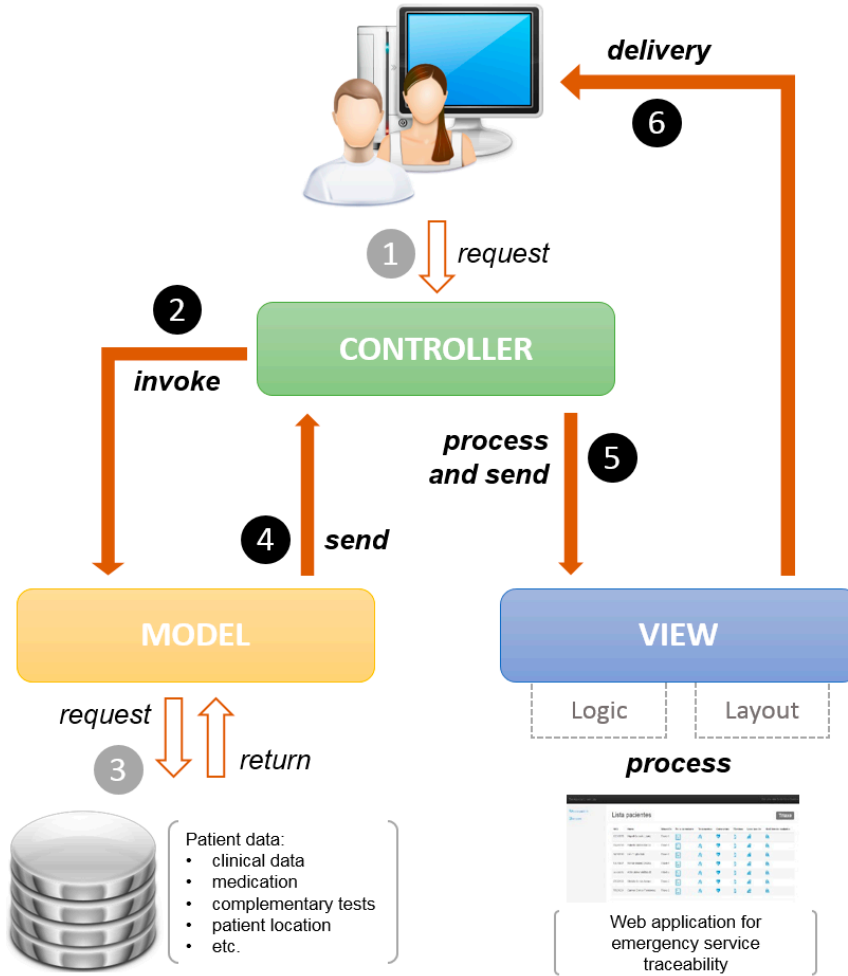 delivery
6
1
request
2
CONTROLLER
invoke
process
and send
5
4
send
MODEL
VIEW
request
Logic
Layout
3
return
process
Patient data:
• clinical data
• medication
• complementary tests
• patient location
• etc.
Lista pacientes
Web application for
emergency service
traceability